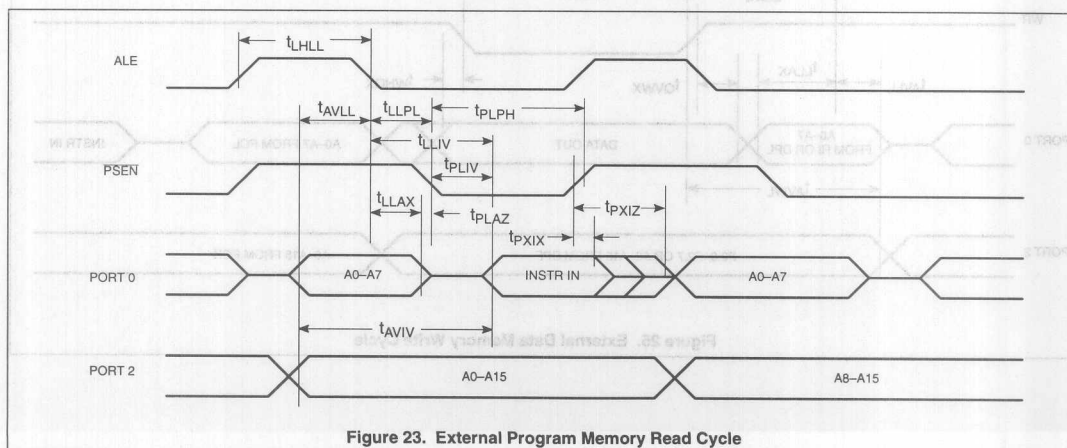 ALE
tLHLL
tAVLL
tLLPL
tPLPH
tLLIV
PSEN
tPLIV
tLLAX
tPLAZ
tPXIZ
tPXIX
PORT 0
A0–A7
INSTR IN
A0–A7
tAVIV
PORT 2
A0–A15
A8–A15
Figure 23. External Program Memory Read Cycle